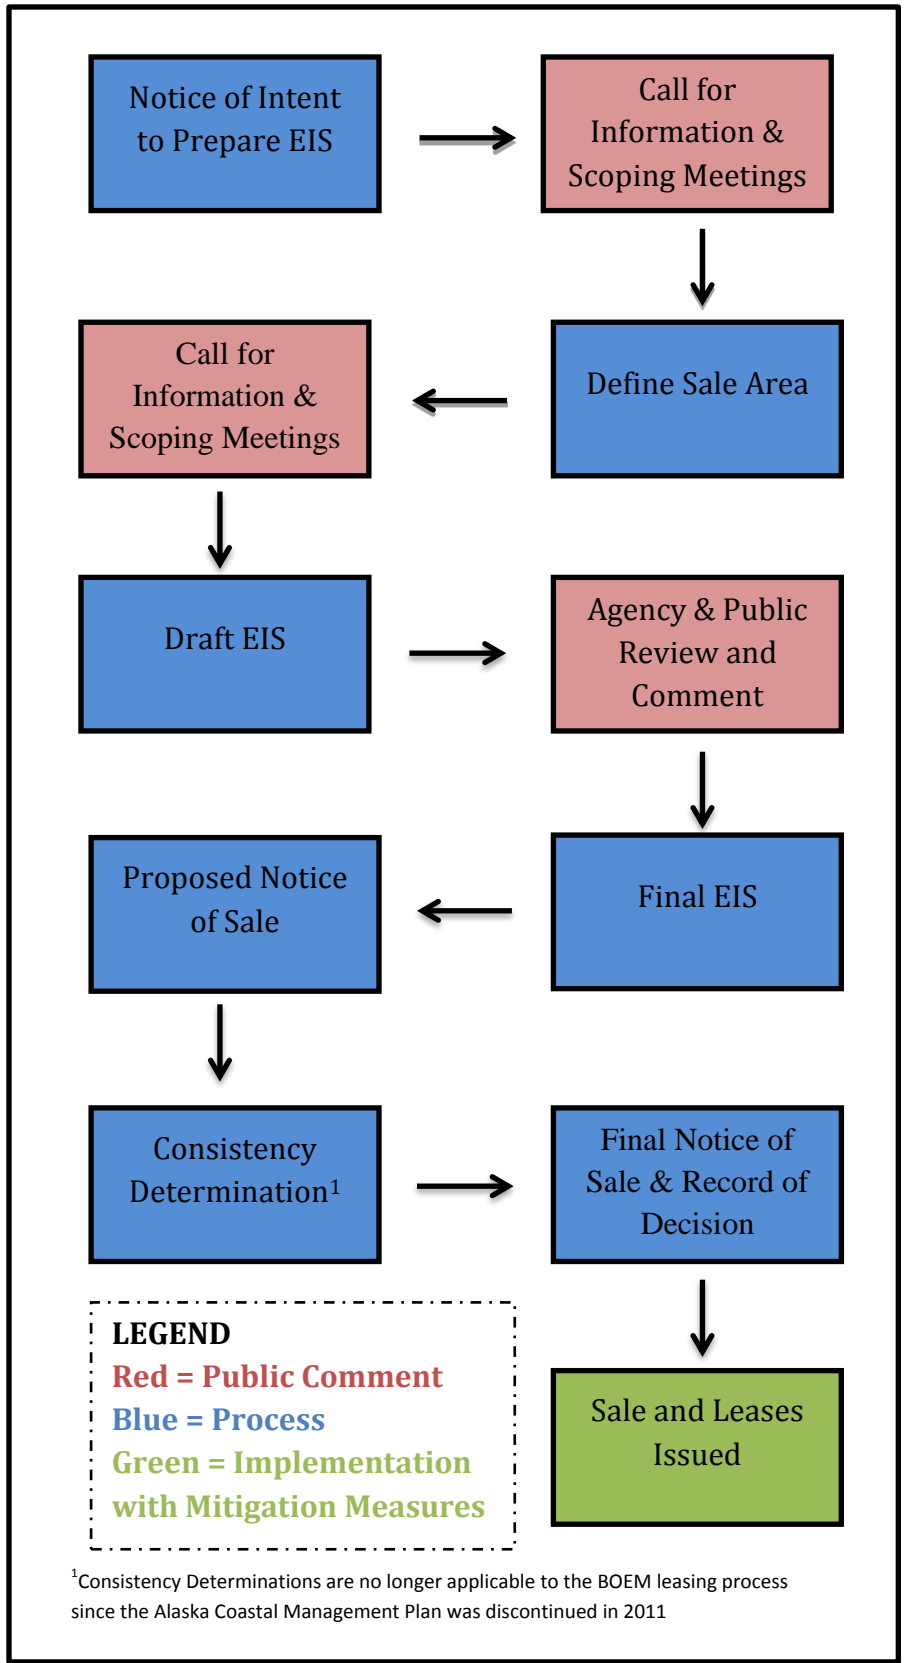 Notice of Intent
to Prepare EIS
Call for
Information &
Scoping Meetings
Define Sale Area
Call for
Information &
Scoping Meetings
Draft EIS
Agency & Public
Review and
Comment
Final EIS
Proposed Notice
of Sale
Consistency
Determination¹
Final Notice of
Sale & Record of
Decision
Sale and Leases
Issued
LEGEND
Red = Public Comment
Blue = Process
Green = Implementation
with Mitigation Measures
¹Consistency Determinations are no longer applicable to the BOEM leasing process
since the Alaska Coastal Management Plan was discontinued in 2011